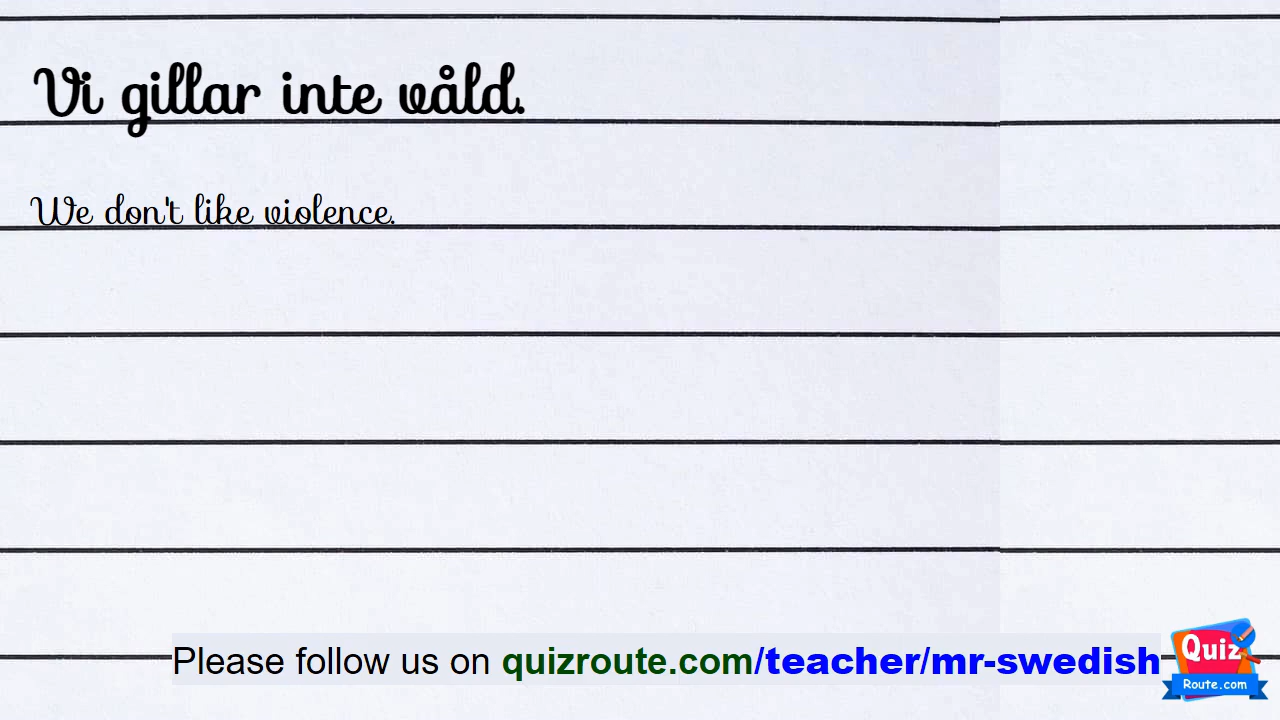 Vi gillar inte våld.
We don't like violence.
Please follow us on quizroute.com/teacher/mr-swedish
Quiz
Route.com